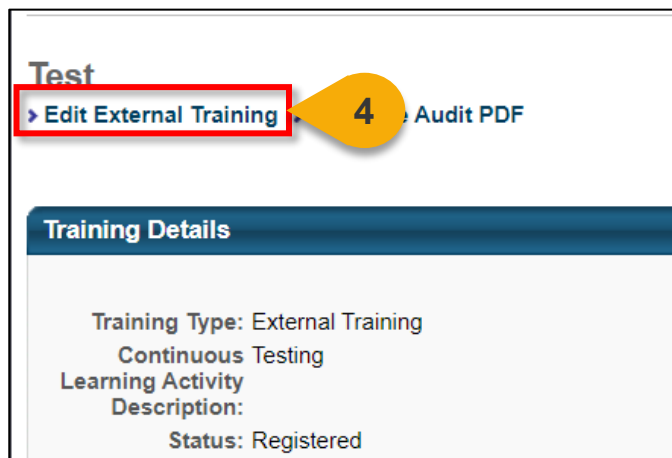 Test
› Edit External Training
4
e Audit PDF
Training Details
Training Type: External Training
Continuous Testing
Learning Activity
Description:
Status: Registered